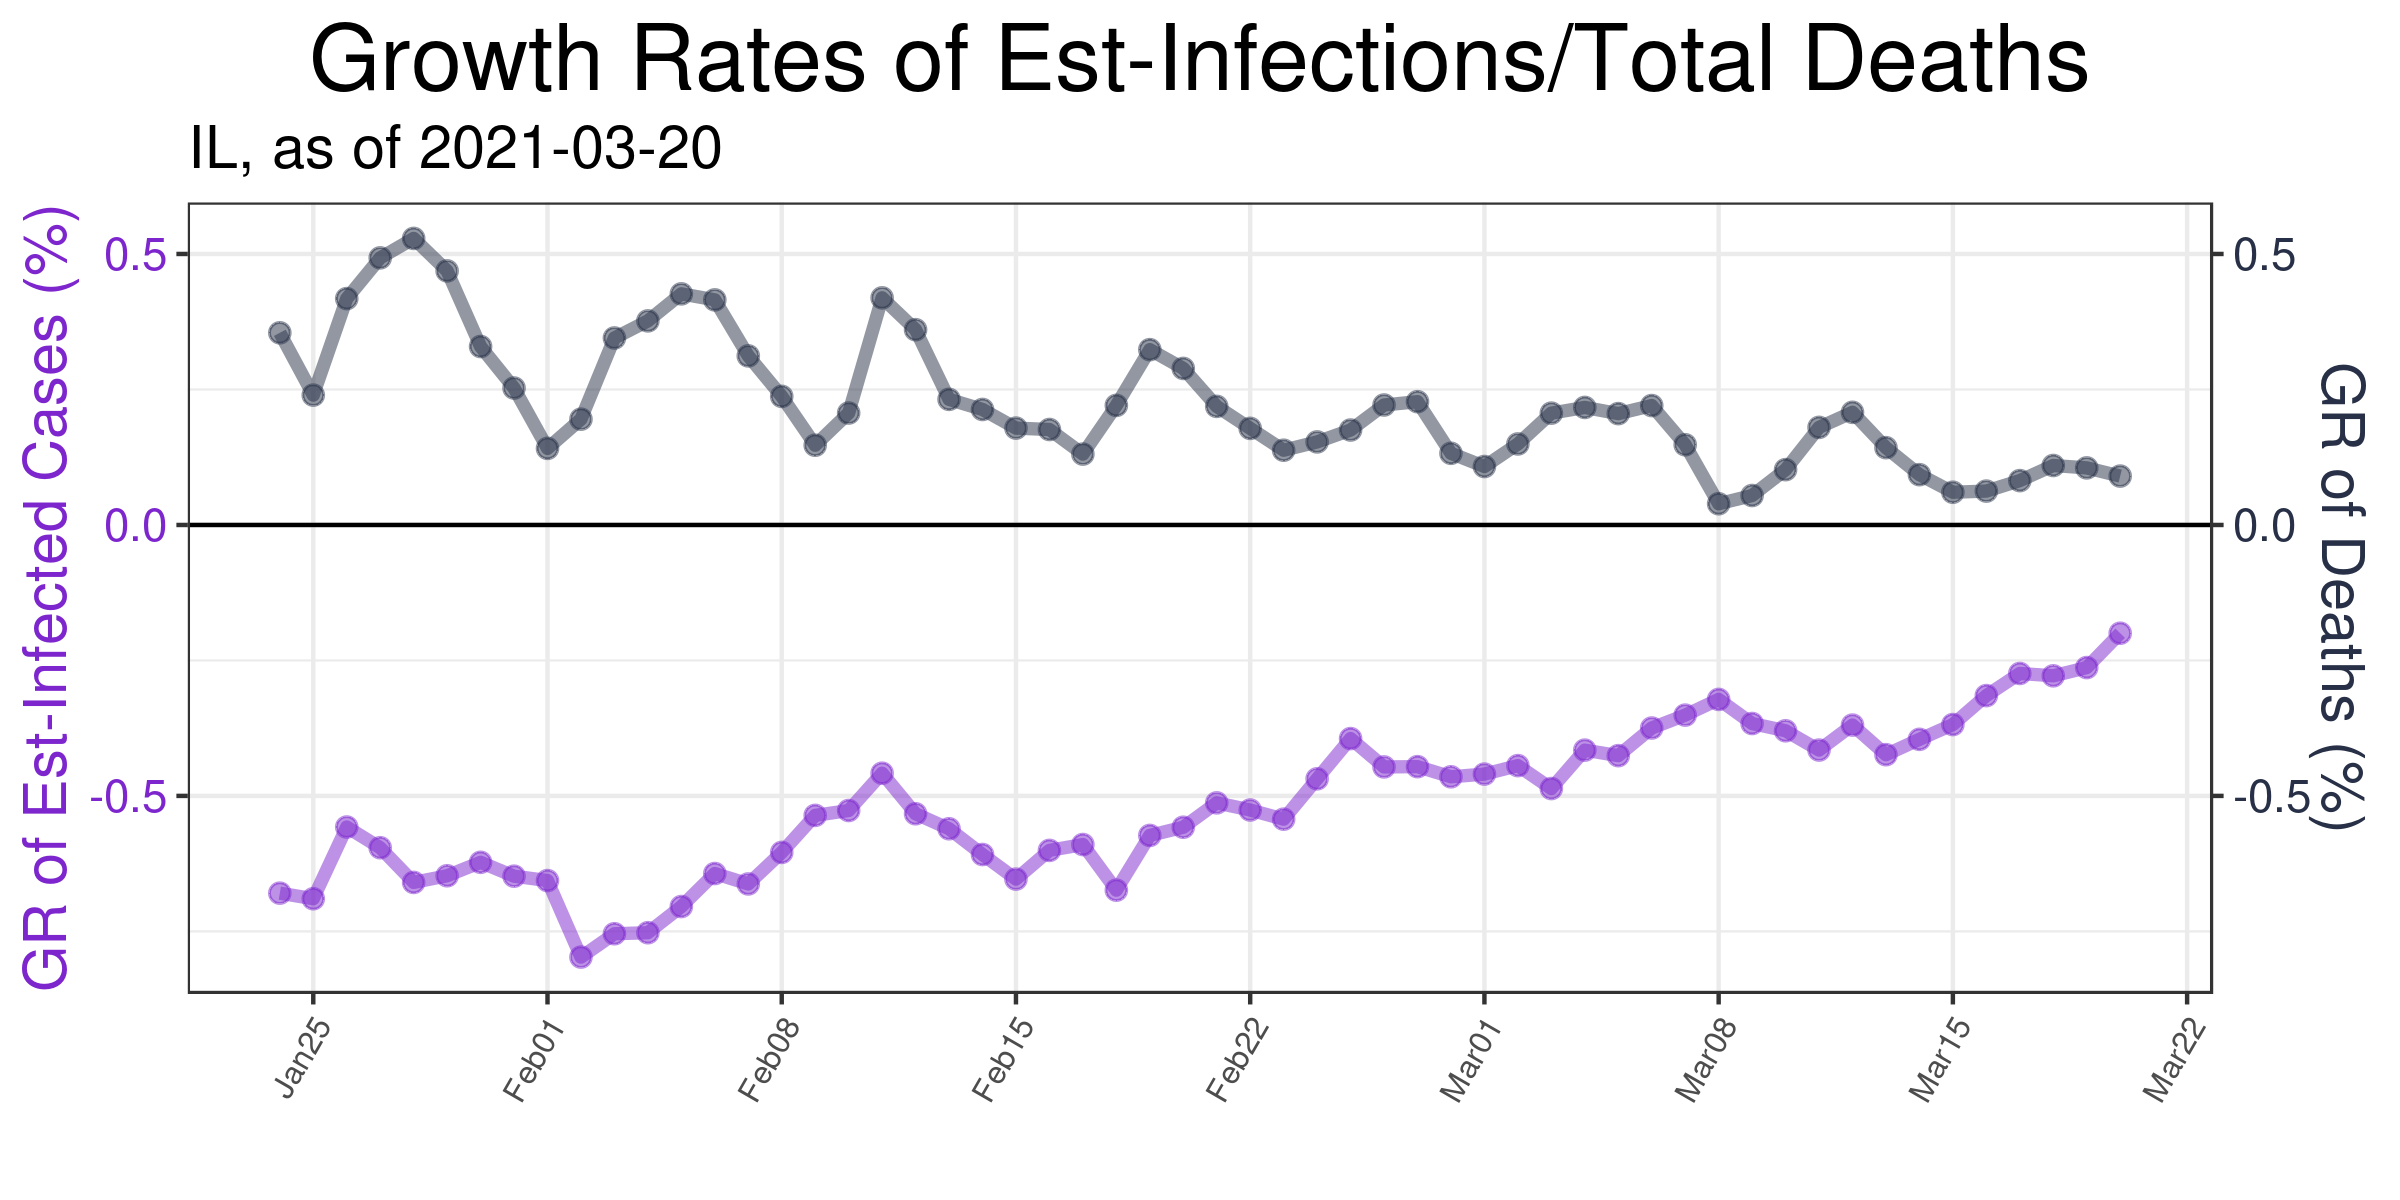 Growth Rates of Est-Infections/Total Deaths
IL, as of 2021-03-20
GR of Est-Infected Cases (%)
0.5
0.0
-0.5
0.5
0.0
-0.5
GR of Deaths (%)
Jan25
Feb01
Feb08
Feb15
Feb22
Mar01
Mar08
Mar15
Mar22